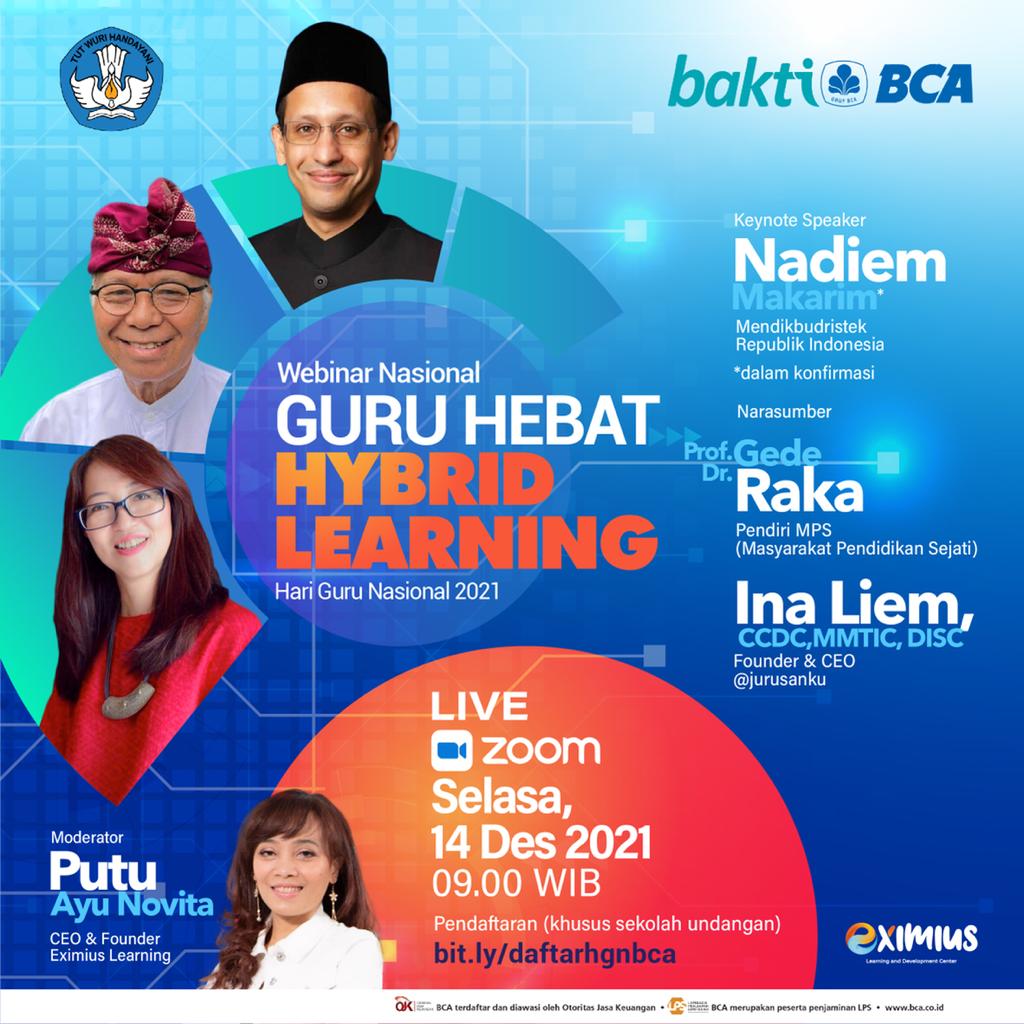 TUT WURI HANDAYANI
bakti BCA
GRUP BCA
Keynote Speaker
Nadiem
Makarim*
Mendikbudristek
Republik Indonesia
*dalam konfirmasi
Narasumber
Prof. Gede
Dr. Raka
Pendiri MPS
(Masyarakat Pendidikan Sejati)
Ina Liem,
CCDC,MMTIC, DISC
Founder & CEO
@jurusanku
Webinar Nasional
GURU HEBAT
HYBRID
LEARNING
Hari Guru Nasional 2021
LIVE
zoom
Selasa,
14 Des 2021
09.00 WIB
Pendaftaran (khusus sekolah undangan)
bit.ly/daftarhgnbca
Moderator
Putu
Ayu Novita
CEO & Founder
Eximius Learning
eXIMIUS
Learning and Development Center
OJK BCA terdaftar dan diawasi oleh Otoritas Jasa Keuangan • LPS BCA merupakan peserta penjaminan LPS • www.bca.co.id